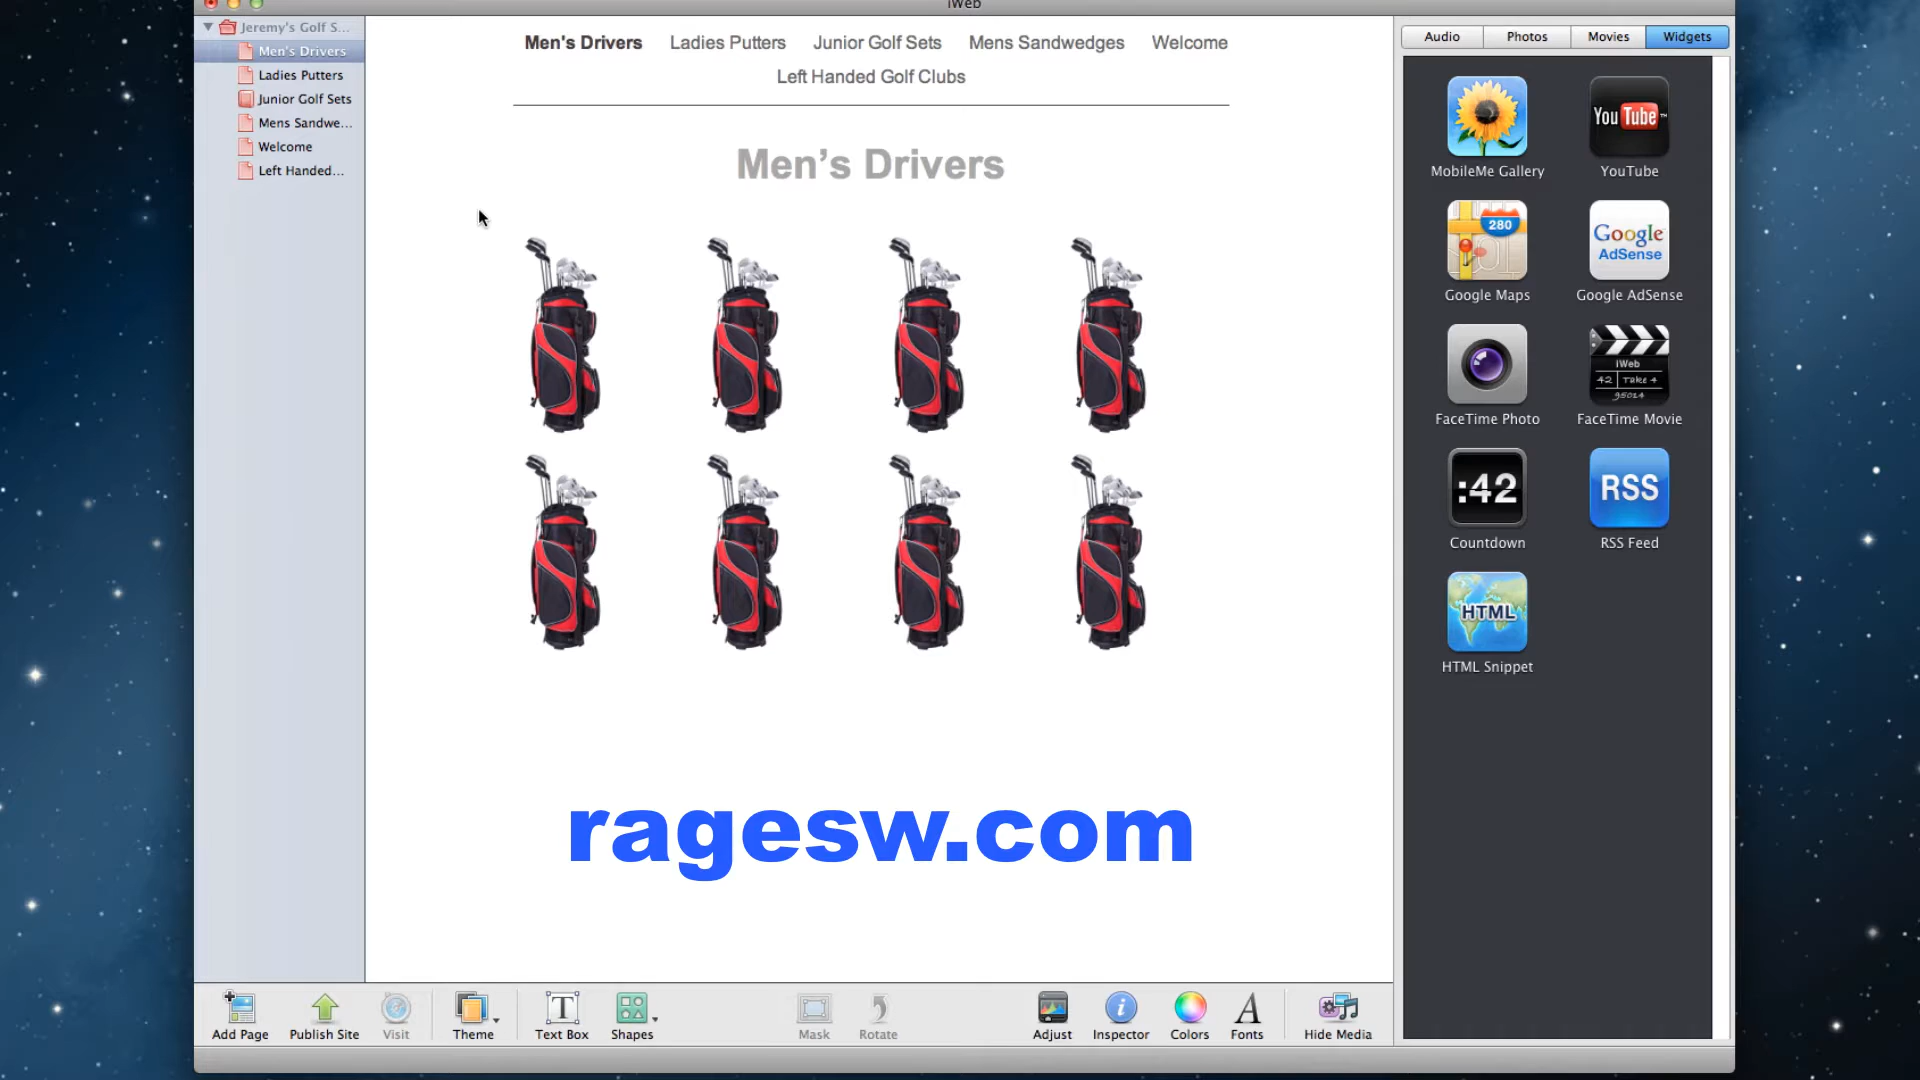 iWeb
Jeremy's Golf S...
Men's Drivers
Ladies Putters
Junior Golf Sets
Mens Sandwe...
Welcome
Left Handed...
Men's Drivers Ladies Putters Junior Golf Sets Mens Sandwedges Welcome
Left Handed Golf Clubs
Men’s Drivers
ragesw.com
Audio Photos Movies Widgets
You Tube™
MobileMe Gallery YouTube
280
Google AdSense
Google Maps Google AdSense
iWeb
42 Take 4
95014
FaceTime Photo FaceTime Movie
:42 RSS
Countdown RSS Feed
HTML
HTML Snippet
T
i
A
Add Page Publish Site Visit Theme Text Box Shapes Mask Rotate Adjust Inspector Colors Fonts Hide Media